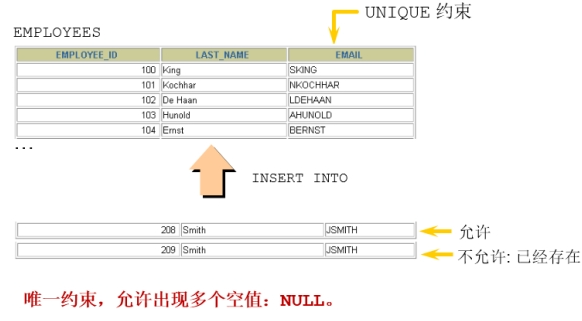 UNIQUE 约束
EMPLOYEES
EMPLOYEE_ID LAST_NAME EMAIL
100 King SKING
101 Kochhar NKOCHHAR
102 De Haan LDEHAAN
103 Hunold AHUNOLD
104 Ernst BERNST
...
INSERT INTO
208 Smith JSMITH 允许
209 Smith JSMITH 不允许: 已经存在
唯一约束，允许出现多个空值：NULL。